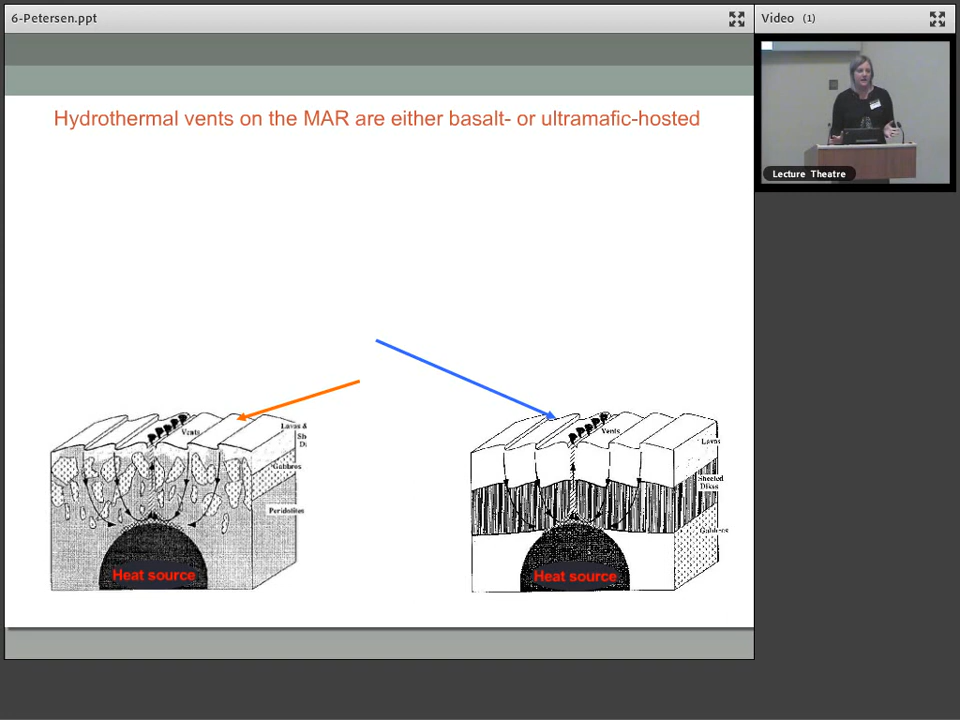 6-Petersen.ppt
Video (1)
Hydrothermal vents on the MAR are either basalt- or ultramafic-hosted
Lecture Theatre
Vents
Lavas &
Gabbros
Peridotites
Heat source
Vents
Lavas
Sheeted
Dikes
Gabbros
Heat source